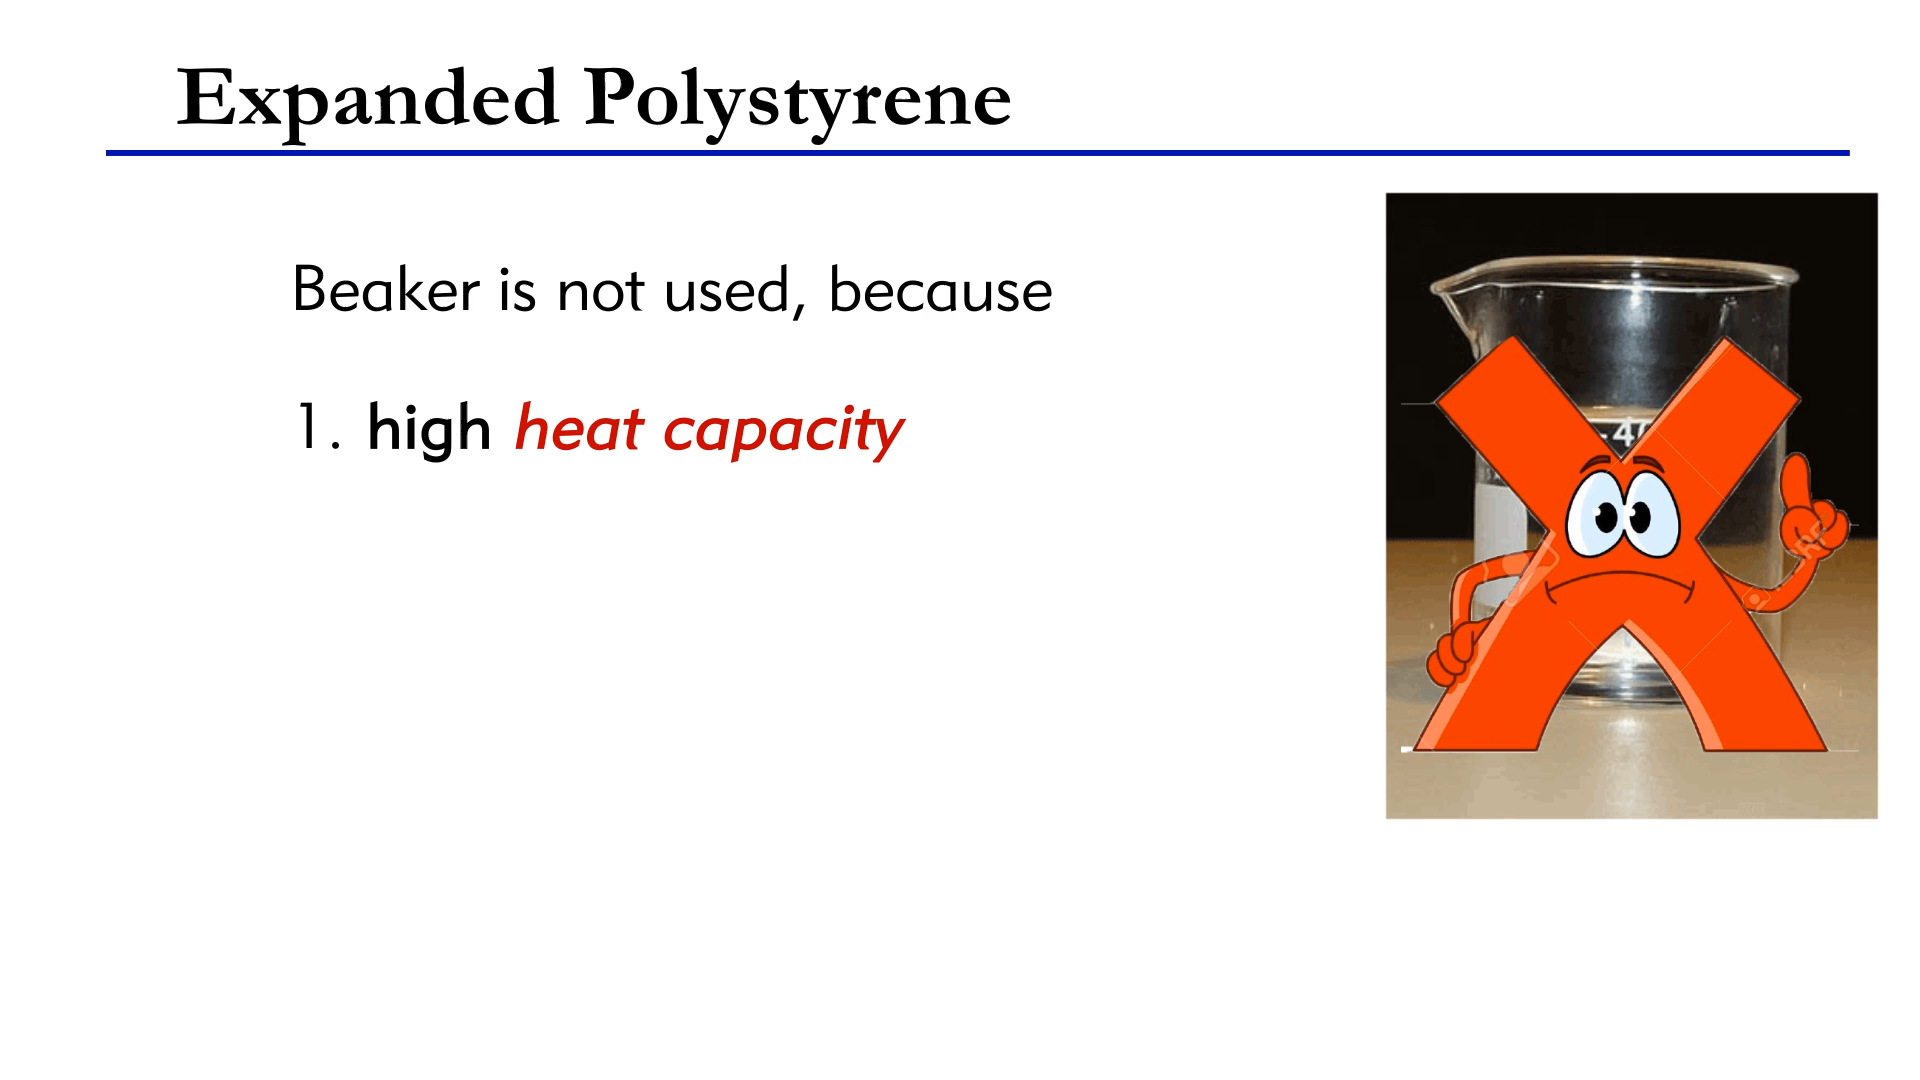 Expanded Polystyrene
Beaker is not used, because
1. high heat capacity